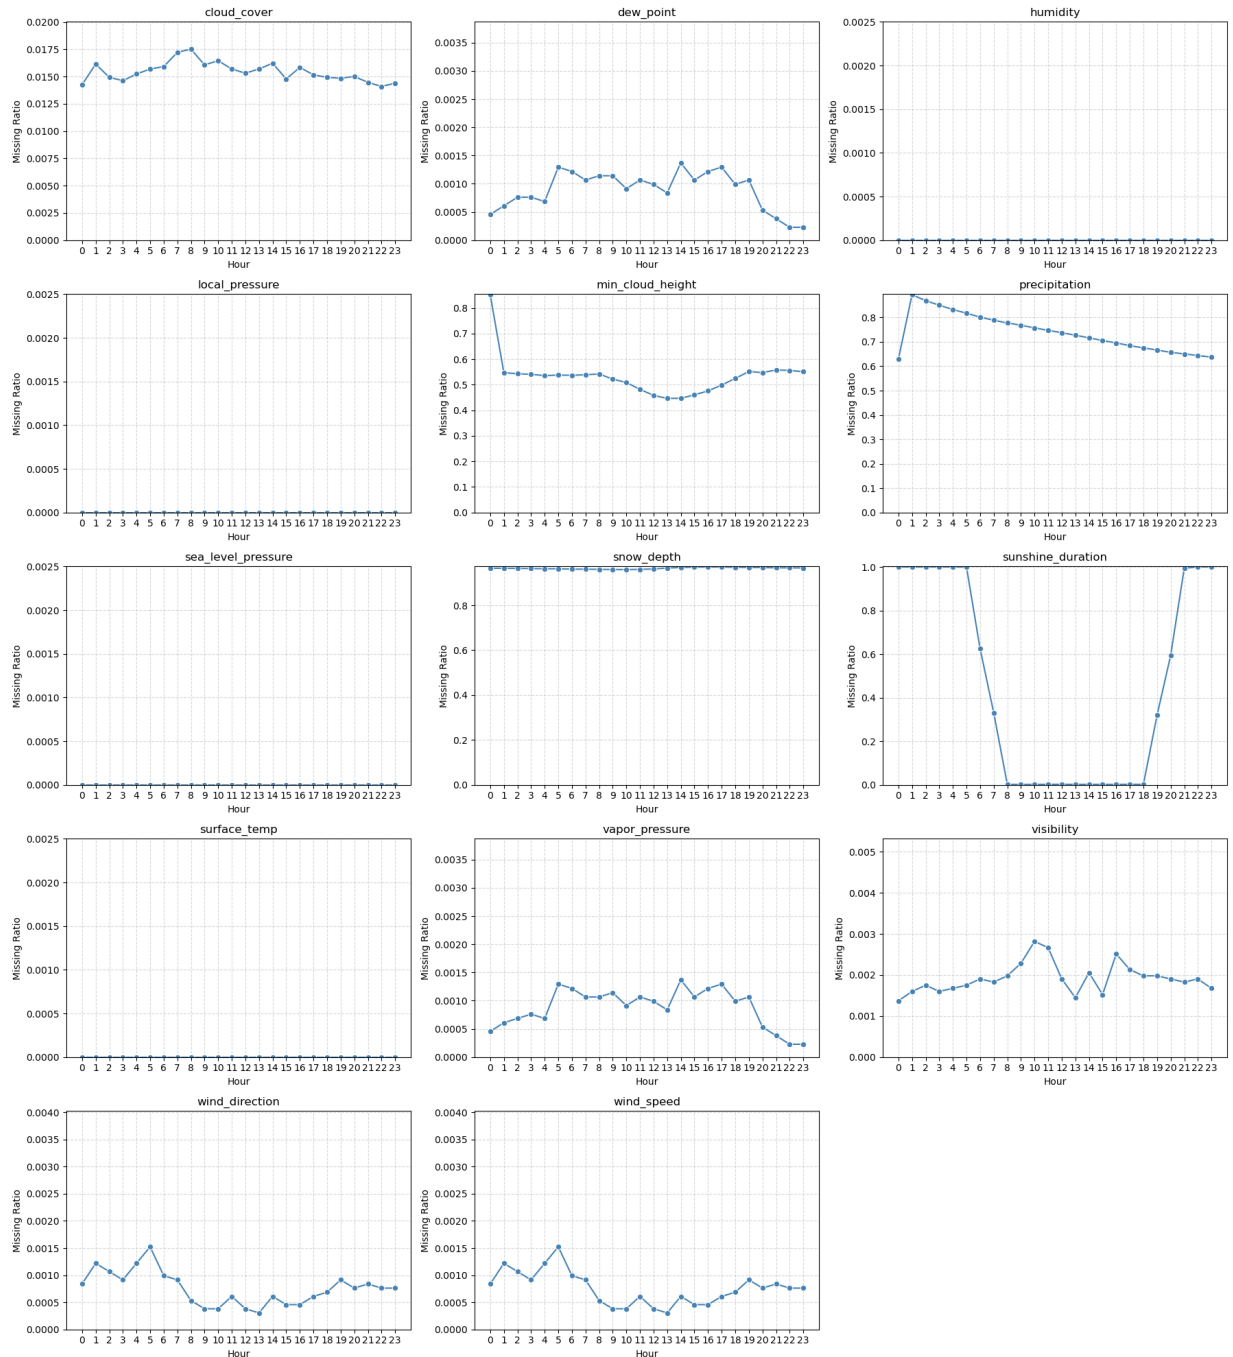 cloud_cover
Missing Ratio
0.0200
0.0175
0.0150
0.0125
0.0100
0.0075
0.0050
0.0025
0.0000
0 1 2 3 4 5 6 7 8 9 10 11 12 13 14 15 16 17 18 19 20 21 22 23
Hour
dew_point
Missing Ratio
0.0035
0.0030
0.0025
0.0020
0.0015
0.0010
0.0005
0.0000
0 1 2 3 4 5 6 7 8 9 10 11 12 13 14 15 16 17 18 19 20 21 22 23
Hour
humidity
Missing Ratio
0.0025
0.0020
0.0015
0.0010
0.0005
0.0000
0 1 2 3 4 5 6 7 8 9 10 11 12 13 14 15 16 17 18 19 20 21 22 23
Hour
local_pressure
Missing Ratio
0.0025
0.0020
0.0015
0.0010
0.0005
0.0000
0 1 2 3 4 5 6 7 8 9 10 11 12 13 14 15 16 17 18 19 20 21 22 23
Hour
min_cloud_height
Missing Ratio
0.8
0.7
0.6
0.5
0.4
0.3
0.2
0.1
0.0
0 1 2 3 4 5 6 7 8 9 10 11 12 13 14 15 16 17 18 19 20 21 22 23
Hour
precipitation
Missing Ratio
0.8
0.7
0.6
0.5
0.4
0.3
0.2
0.1
0.0
0 1 2 3 4 5 6 7 8 9 10 11 12 13 14 15 16 17 18 19 20 21 22 23
Hour
sea_level_pressure
Missing Ratio
0.0025
0.0020
0.0015
0.0010
0.0005
0.0000
0 1 2 3 4 5 6 7 8 9 10 11 12 13 14 15 16 17 18 19 20 21 22 23
Hour
snow_depth
Missing Ratio
0.8
0.6
0.4
0.2
0.0
0 1 2 3 4 5 6 7 8 9 10 11 12 13 14 15 16 17 18 19 20 21 22 23
Hour
sunshine_duration
Missing Ratio
1.0
0.8
0.6
0.4
0.2
0.0
0 1 2 3 4 5 6 7 8 9 10 11 12 13 14 15 16 17 18 19 20 21 22 23
Hour
surface_temp
Missing Ratio
0.0025
0.0020
0.0015
0.0010
0.0005
0.0000
0 1 2 3 4 5 6 7 8 9 10 11 12 13 14 15 16 17 18 19 20 21 22 23
Hour
vapor_pressure
Missing Ratio
0.0035
0.0030
0.0025
0.0020
0.0015
0.0010
0.0005
0.0000
0 1 2 3 4 5 6 7 8 9 10 11 12 13 14 15 16 17 18 19 20 21 22 23
Hour
visibility
Missing Ratio
0.005
0.004
0.003
0.002
0.001
0.000
0 1 2 3 4 5 6 7 8 9 10 11 12 13 14 15 16 17 18 19 20 21 22 23
Hour
wind_direction
Missing Ratio
0.0040
0.0035
0.0030
0.0025
0.0020
0.0015
0.0010
0.0005
0.0000
0 1 2 3 4 5 6 7 8 9 10 11 12 13 14 15 16 17 18 19 20 21 22 23
Hour
wind_speed
Missing Ratio
0.0040
0.0035
0.0030
0.0025
0.0020
0.0015
0.0010
0.0005
0.0000
0 1 2 3 4 5 6 7 8 9 10 11 12 13 14 15 16 17 18 19 20 21 22 23
Hour